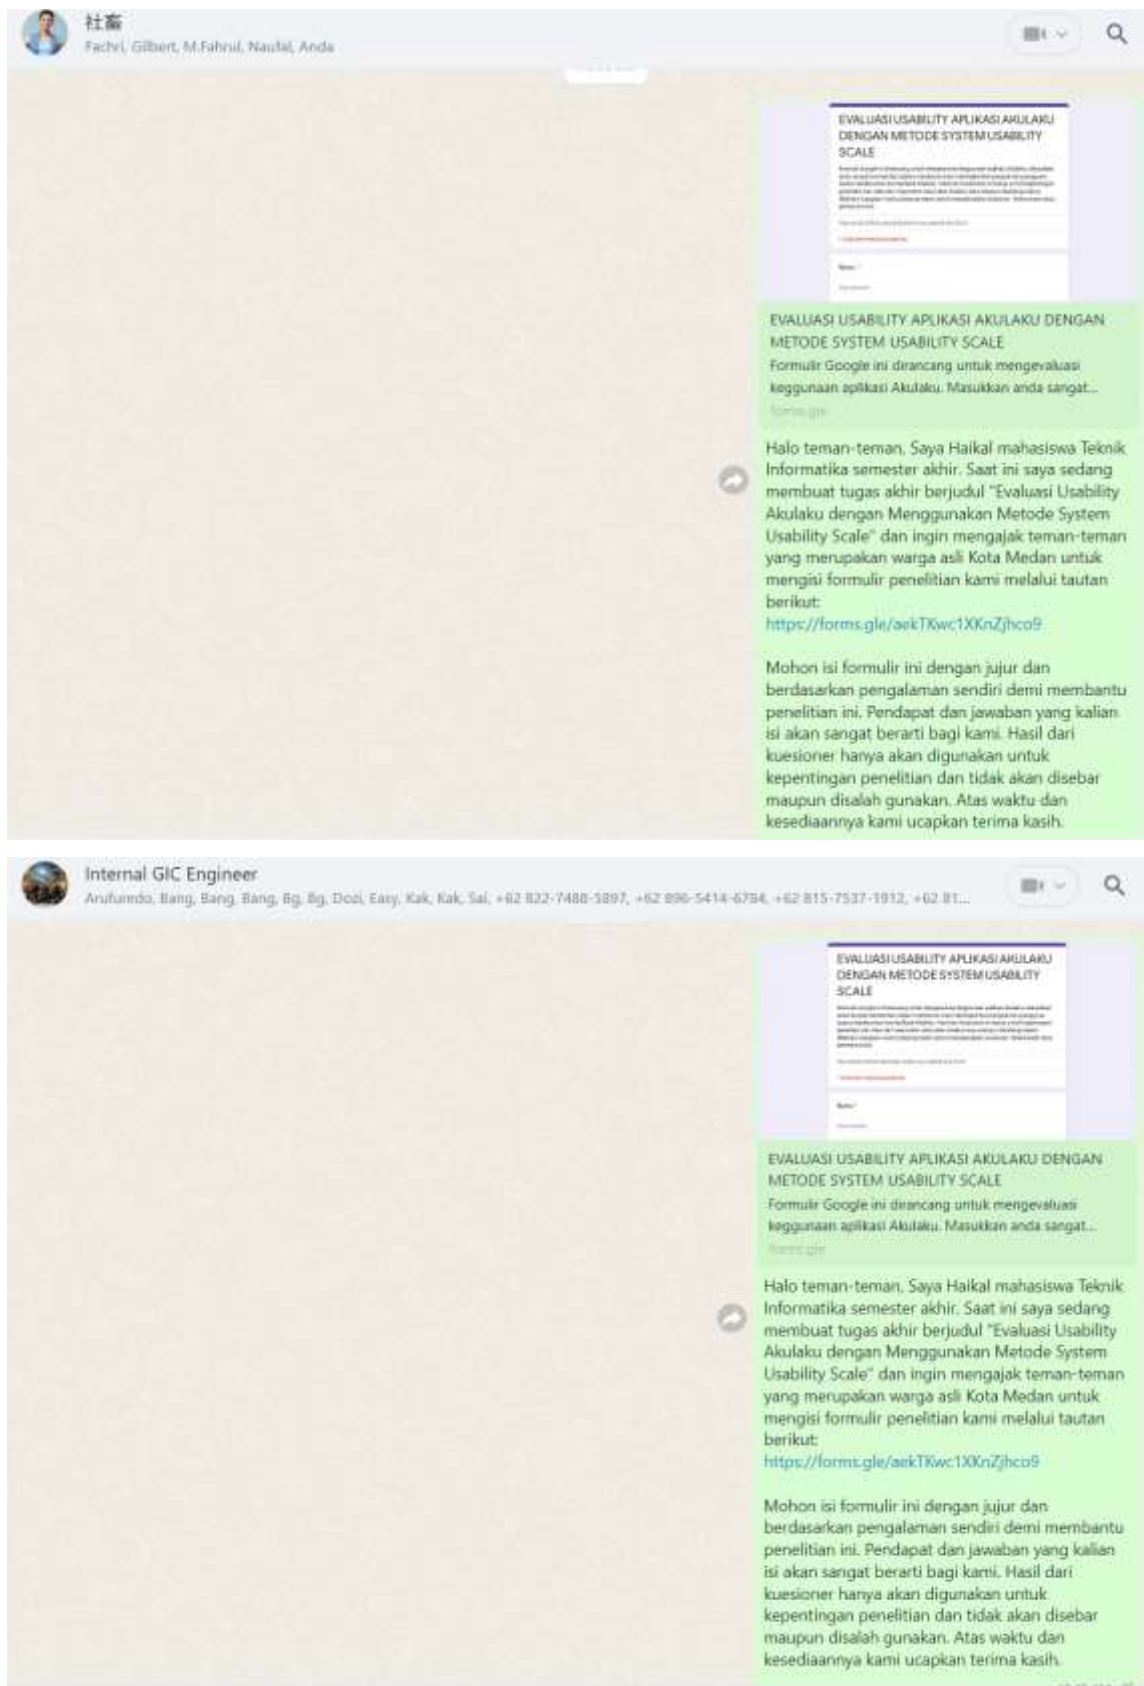 社畜
Fachri, Gilbert, M.Fahrul, Naufal, Anda
EVALUASI USABILITY APLIKASI AKULAKU
DENGAN METODE SYSTEM USABILITY
SCALE
Nama *
EVALUASI USABILITY APLIKASI AKULAKU DENGAN
METODE SYSTEM USABILITY SCALE
Formulir Google ini dirancang untuk mengevaluasi
keggunaan aplikasi Akulaku. Masukkan anda sangat...
forms.gle
Halo teman-teman, Saya Haikal mahasiswa Teknik
Informatika semester akhir. Saat ini saya sedang
membuat tugas akhir berjudul "Evaluasi Usability
Akulaku dengan Menggunakan Metode System
Usability Scale" dan ingin mengajak teman-teman
yang merupakan warga asli Kota Medan untuk
mengisi formulir penelitian kami melalui tautan
berikut:
https://forms.gle/aekTKwc1XKnZjhco9
Mohon isi formulir ini dengan jujur dan
berdasarkan pengalaman sendiri demi membantu
penelitian ini. Pendapat dan jawaban yang kalian
isi akan sangat berarti bagi kami. Hasil dari
kuesioner hanya akan digunakan untuk
kepentingan penelitian dan tidak akan disebar
maupun disalah gunakan. Atas waktu dan
kesediaannya kami ucapkan terima kasih.
Internal GIC Engineer
Arufumdo, Bang, Bang, Bang, Bg, Bg, Dozi, Easy, Kak, Kak, Sai, +62 822-7488-5897, +62 896-5414-6784, +62 815-7537-1912, +62 81...
EVALUASI USABILITY APLIKASI AKULAKU
DENGAN METODE SYSTEM USABILITY
SCALE
Nama *
EVALUASI USABILITY APLIKASI AKULAKU DENGAN
METODE SYSTEM USABILITY SCALE
Formulir Google ini dirancang untuk mengevaluasi
keggunaan aplikasi Akulaku. Masukkan anda sangat...
forms.gle
Halo teman-teman, Saya Haikal mahasiswa Teknik
Informatika semester akhir. Saat ini saya sedang
membuat tugas akhir berjudul "Evaluasi Usability
Akulaku dengan Menggunakan Metode System
Usability Scale" dan ingin mengajak teman-teman
yang merupakan warga asli Kota Medan untuk
mengisi formulir penelitian kami melalui tautan
berikut:
https://forms.gle/aekTKwc1XKnZjhco9
Mohon isi formulir ini dengan jujur dan
berdasarkan pengalaman sendiri demi membantu
penelitian ini. Pendapat dan jawaban yang kalian
isi akan sangat berarti bagi kami. Hasil dari
kuesioner hanya akan digunakan untuk
kepentingan penelitian dan tidak akan disebar
maupun disalah gunakan. Atas waktu dan
kesediaannya kami ucapkan terima kasih.